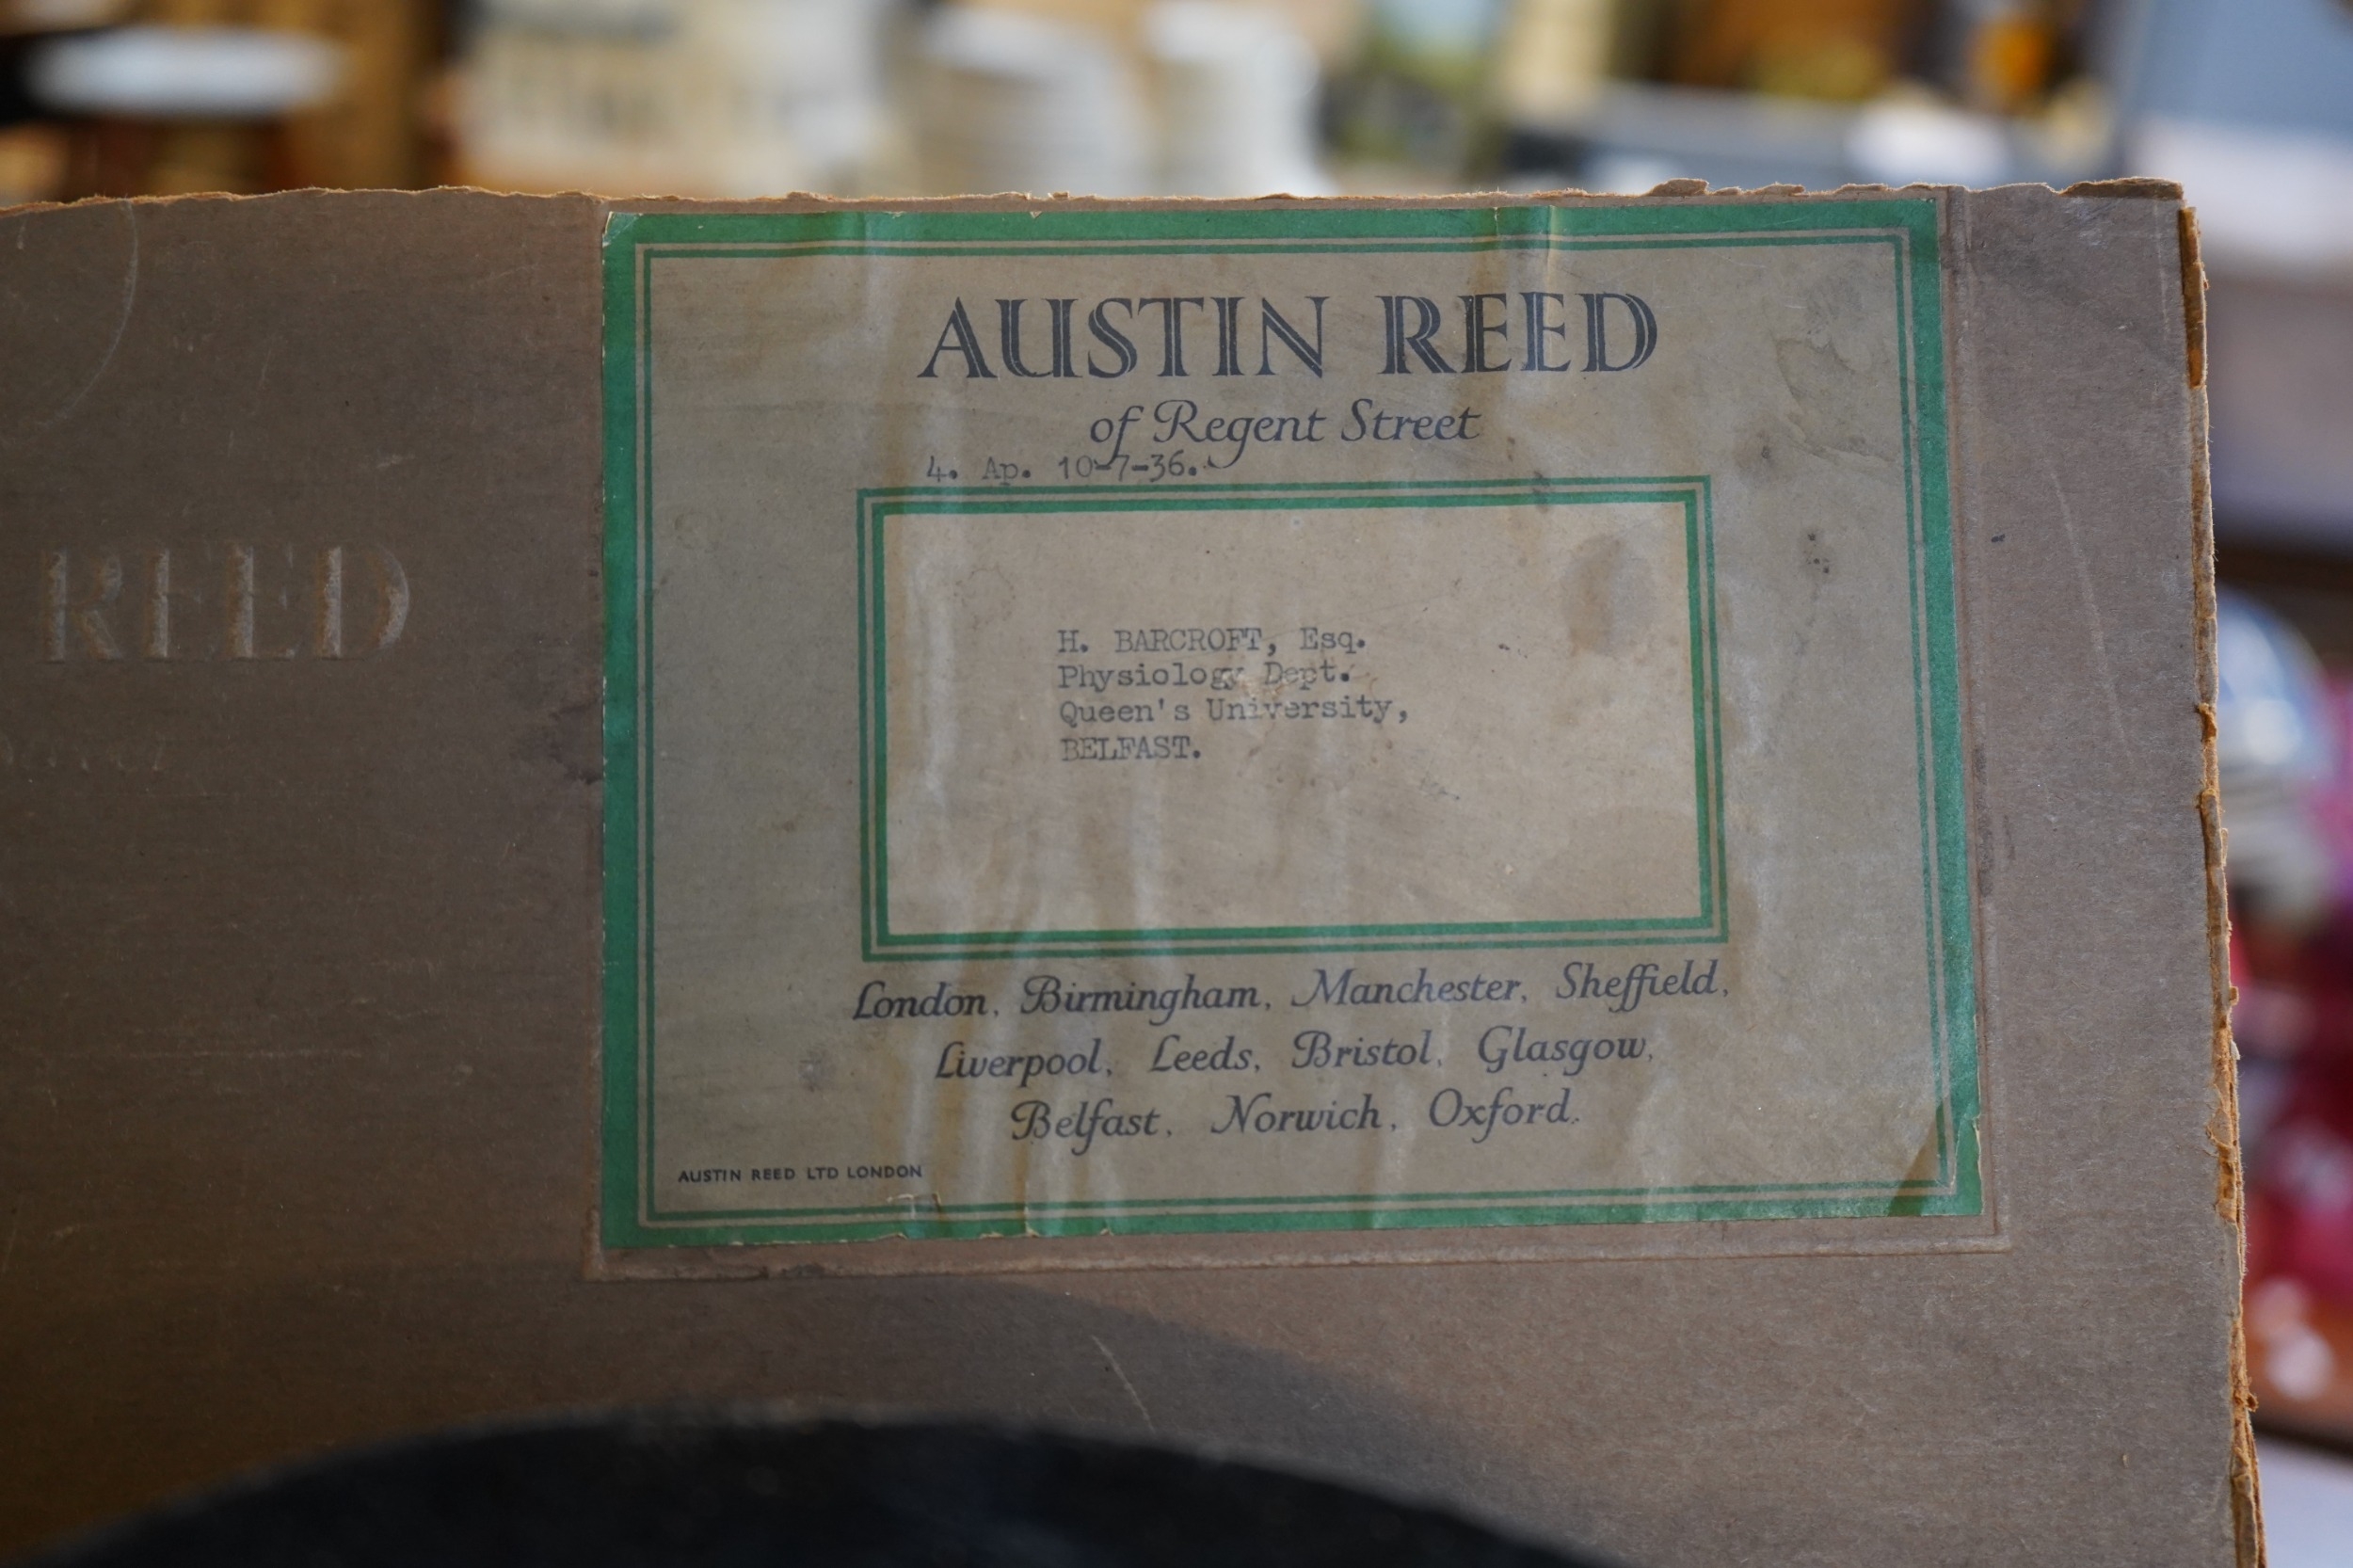 AUSTIN REED
of Regent Street
4. Ap. 10-7-36.
REED
H. BARCROFT, Esq.
Physiology Dept.
Queen's University,
BELFAST.
London, Birmingham, Manchester, Sheffield,
Liverpool, Leeds, Bristol, Glasgow,
Belfast, Norwich, Oxford.
AUSTIN REED LTD LONDON